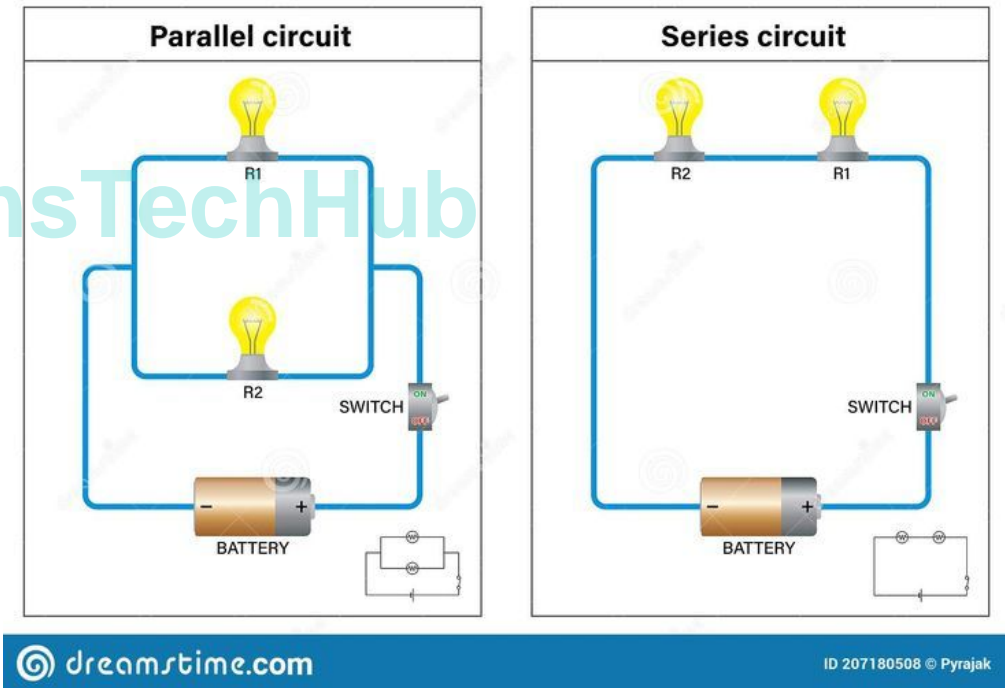 Parallel circuit
R1
nsTechHub
R2
ON
OFF
SWITCH
-
+
BATTERY
Series circuit
R2
R1
ON
OFF
SWITCH
-
+
BATTERY
dreamstime.com
ID 207180508 © Pyrajak